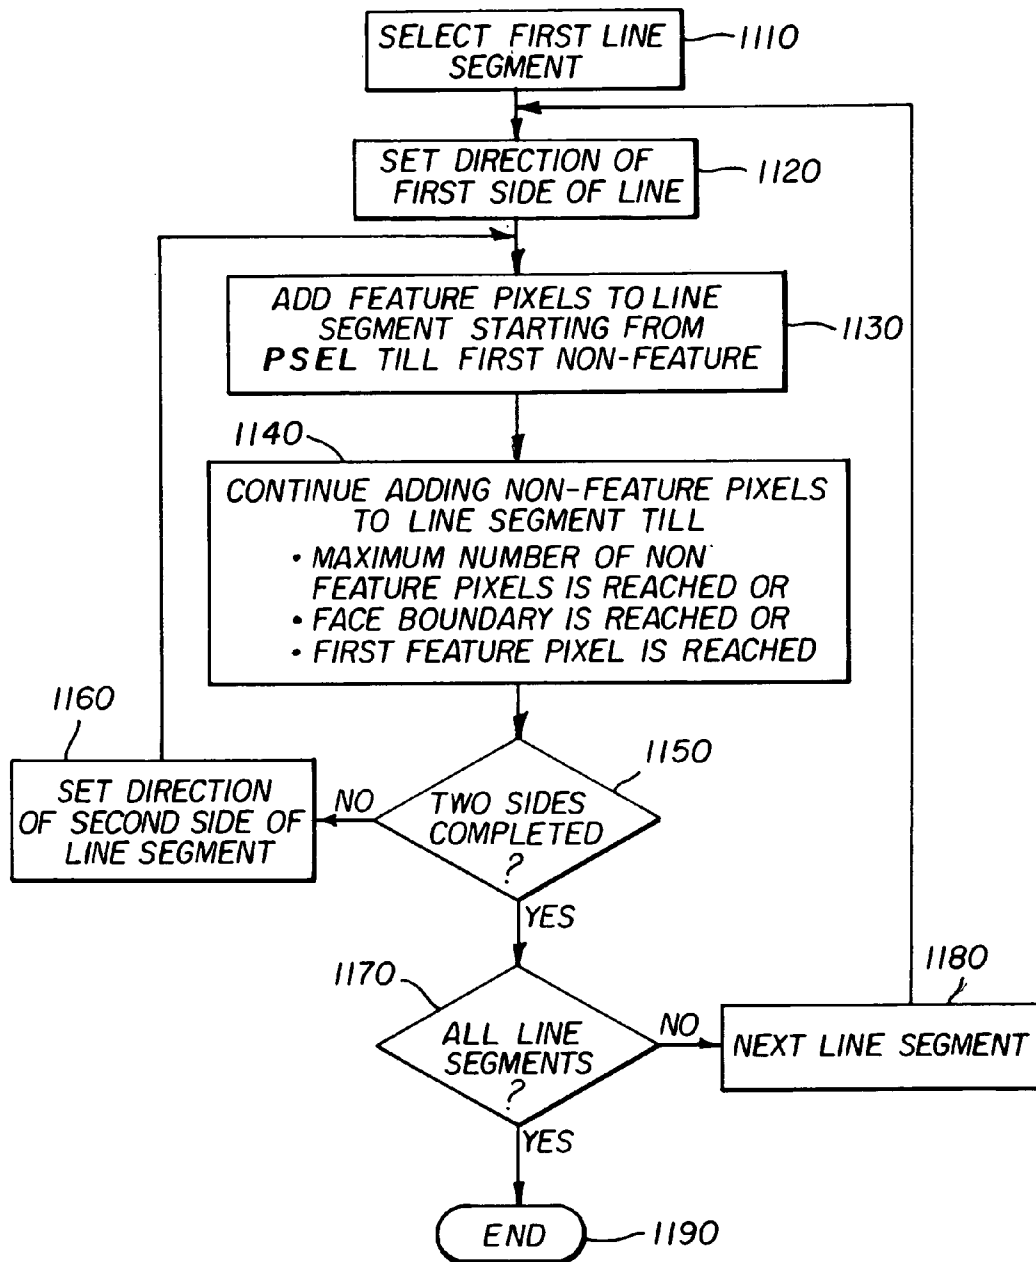 SELECT FIRST LINE
SEGMENT
1110
SET DIRECTION OF
FIRST SIDE OF LINE
1120
ADD FEATURE PIXELS TO LINE
SEGMENT STARTING FROM
PSEL TILL FIRST NON-FEATURE
1130
1140
CONTINUE ADDING NON-FEATURE PIXELS
TO LINE SEGMENT TILL
• MAXIMUM NUMBER OF NON
FEATURE PIXELS IS REACHED OR
• FACE BOUNDARY IS REACHED OR
• FIRST FEATURE PIXEL IS REACHED
1160
SET DIRECTION
OF SECOND SIDE OF
LINE SEGMENT
NO
1150
TWO SIDES
COMPLETED
?
YES
1170
ALL LINE
SEGMENTS
?
NO
1180
NEXT LINE SEGMENT
YES
END
1190